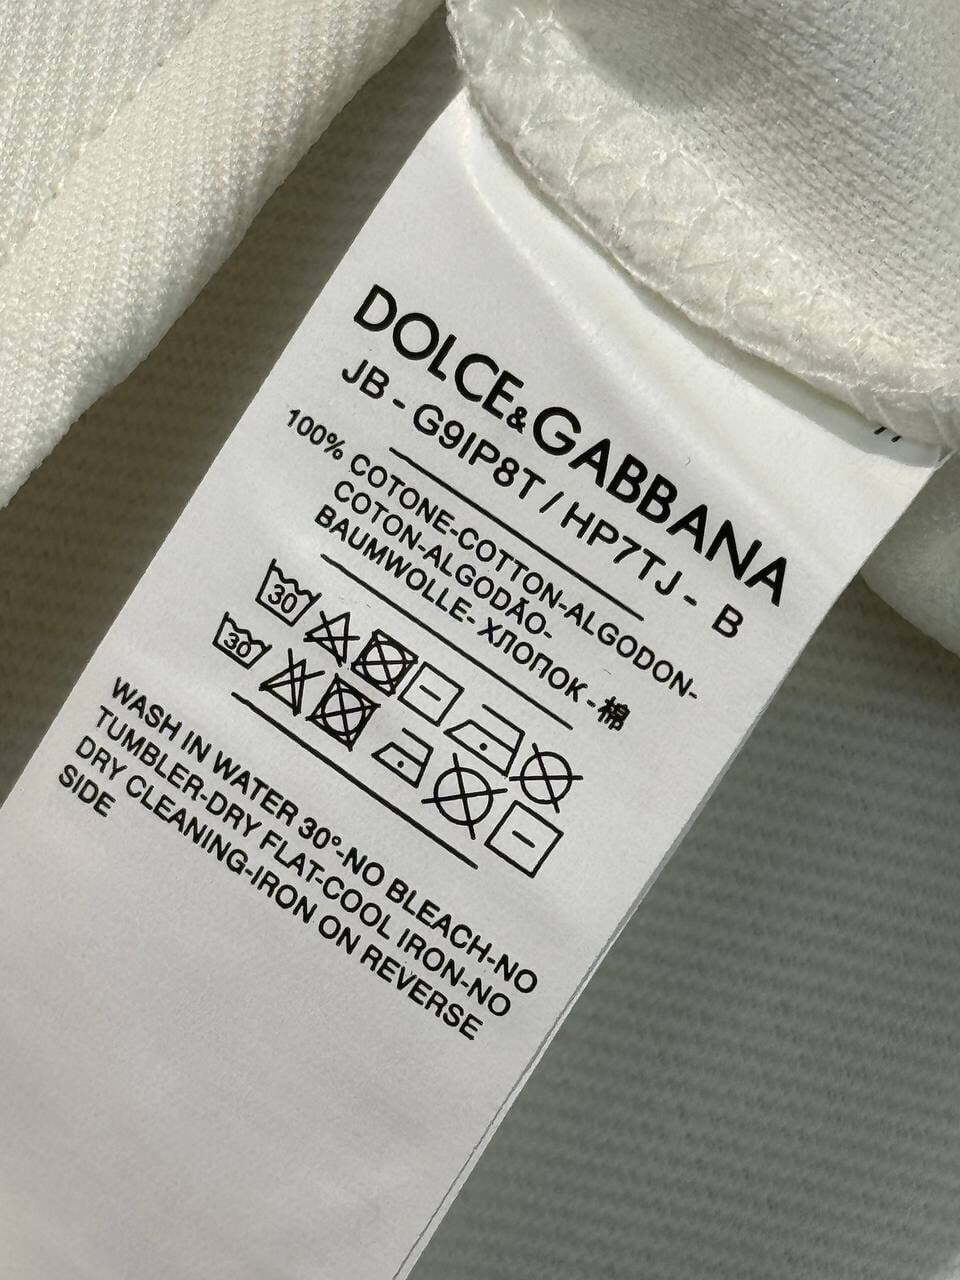 DOLCE&GABBANA
JB - G9IP8T / HP7TJ - B
100% COTONE-COTTON-ALGODON-
COTON-ALGODÃO-
BAUMWOLLE- ХЛОПОК - 棉
30
30
WASH IN WATER 30°-NO BLEACH-NO
TUMBLER-DRY FLAT-COOL IRON-NO
DRY CLEANING-IRON ON REVERSE
SIDE